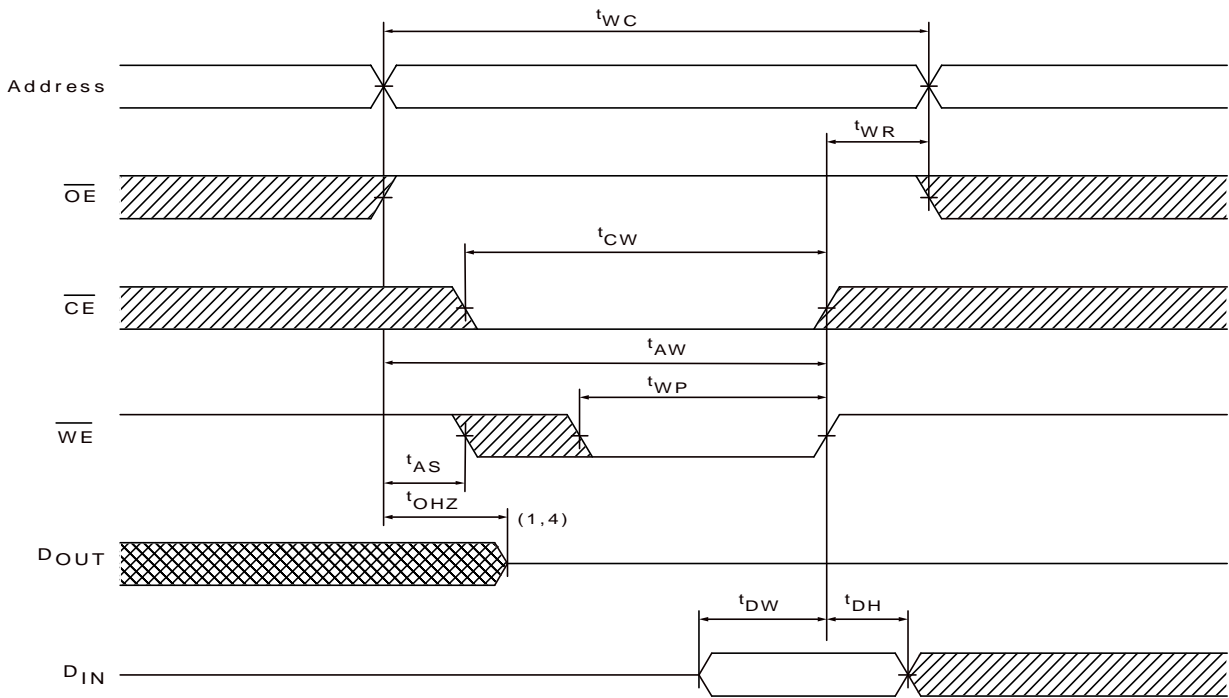 tWC
Address
tWR
OE
tCW
CE
tAW
tWP
WE
tAS
tOHZ
(1,4)
DOUT
tDW
tDH
DIN